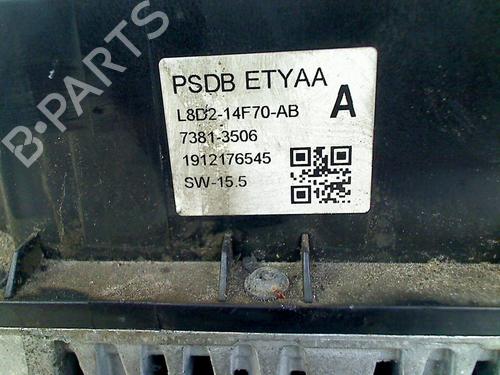 PSDB ETYAA
L8D2-14F70-AB A
7381-3506
1912176545
SW-15.5
B-PARTS